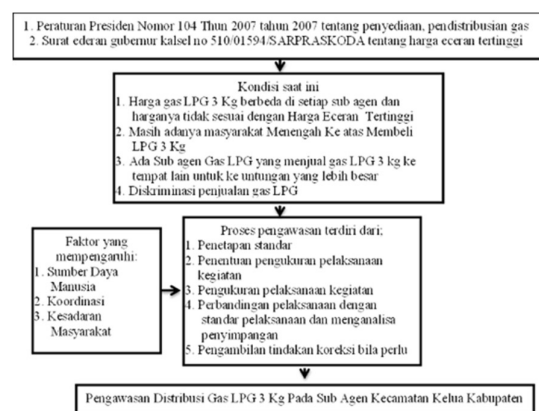 1. Peraturan Presiden Nomor 104 Thun 2007 tahun 2007 tentang penyediaan, pendistribusian gas
2. Surat ederan gubernur kalsel no 510/01594/SARPRASKODA tentang harga eceran tertinggi
Kondisi saat ini
1. Harga gas LPG 3 Kg berbeda di setiap sub agen dan
harganya tidak sesuai dengan Harga Eceran Tertinggi
2. Masih adanya masyarakat Menengah Ke atas Membeli
LPG 3 Kg
3. Ada Sub agen Gas LPG yang menjual gas LPG 3 kg ke
tempat lain untuk ke untungan yang lebih besar
4. Diskriminasi penjualan gas LPG
Faktor yang
mempengaruhi:
1. Sumber Daya
Manusia
2. Koordinasi
3. Kesadaran
Masyarakat
Proses pengawasan terdiri dari:
1. Penetapan standar
2. Penentuan pengukuran pelaksanaan
kegiatan
3. Pengukuran pelaksanaan kegiatan
4. Perbandingan pelaksanaan dengan
standar pelaksanaan dan menganalisa
penyimpangan
5. Pengambilan tindakan koreksi bila perlu
Pengawasan Distribusi Gas LPG 3 Kg Pada Sub Agen Kecamatan Kelua Kabupaten